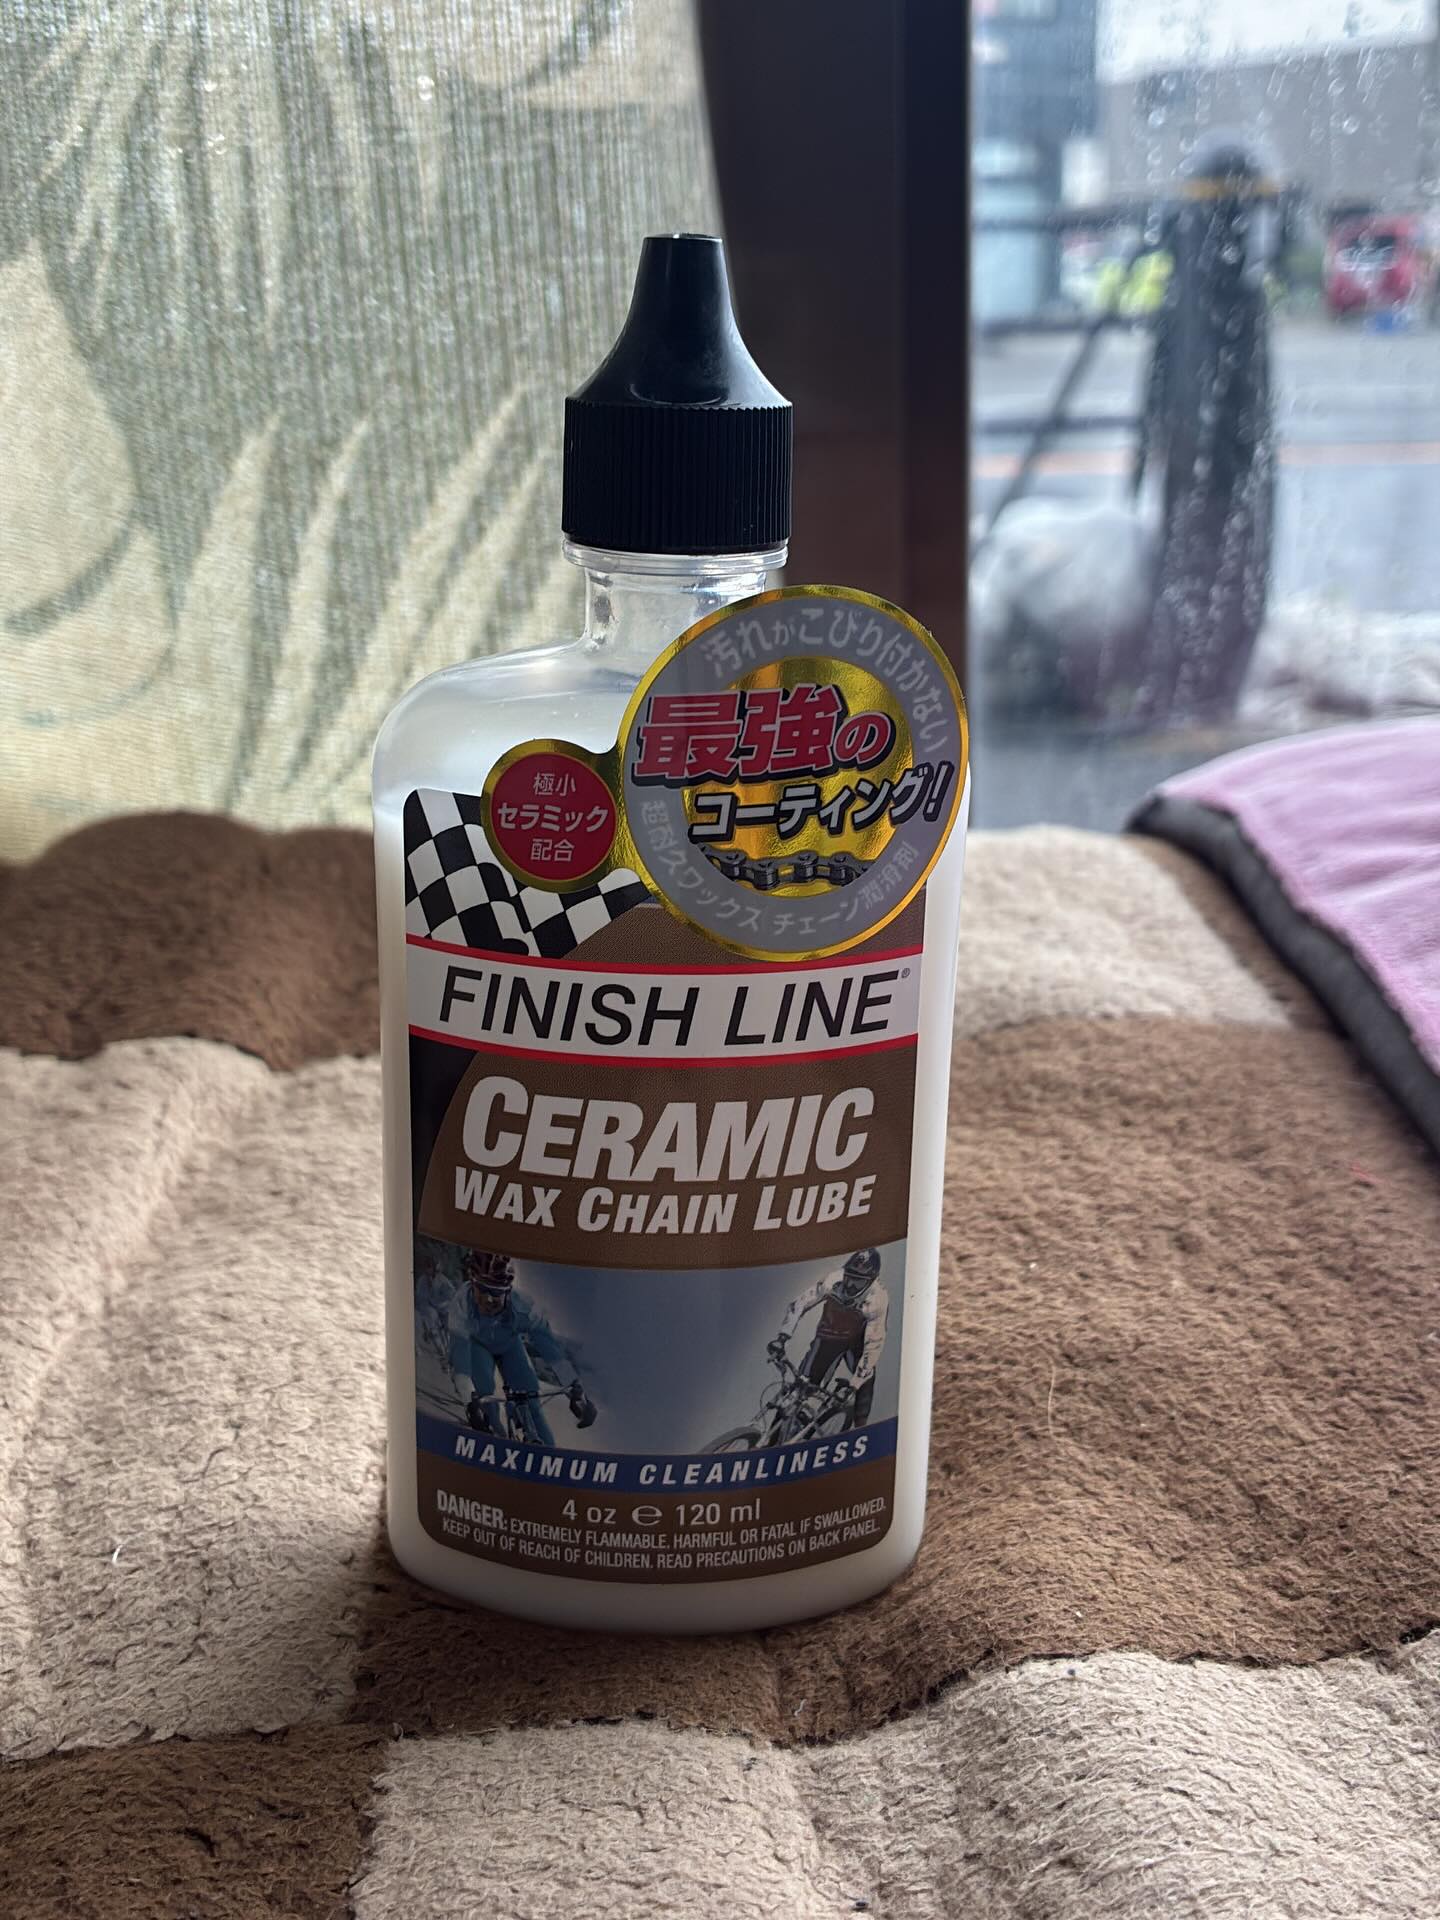 汚れがこびり付かない
最強の
コーティング!
極小
セラミック
配合
超耐久ワックス チェーン潤滑剤
FINISH LINE®
CERAMIC
WAX CHAIN LUBE
MAXIMUM CLEANLINESS
4 oz ℮ 120 ml
DANGER: EXTREMELY FLAMMABLE. HARMFUL OR FATAL IF SWALLOWED.
KEEP OUT OF REACH OF CHILDREN. READ PRECAUTIONS ON BACK PANEL.